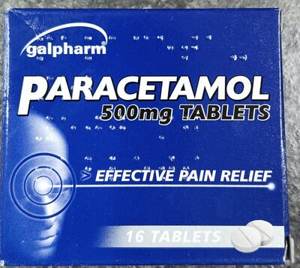 galpharm
PARACETAMOL
500mg TABLETS
EFFECTIVE PAIN RELIEF
16 TABLETS